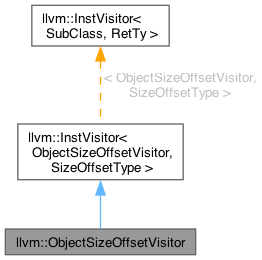 llvm::InstVisitor<
SubClass, RetTy >
< ObjectSizeOffsetVisitor,
SizeOffsetType >
llvm::InstVisitor<
ObjectSizeOffsetVisitor,
SizeOffsetType >
llvm::ObjectSizeOffsetVisitor